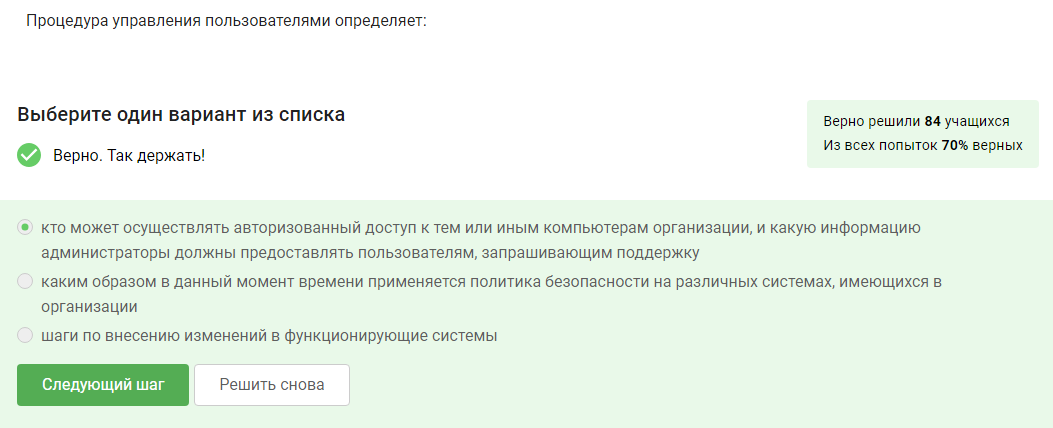 Процедура управления пользователями определяет:
Выберите один вариант из списка
Верно. Так держать!
Верно решили 84 учащихся
Из всех попыток 70% верных
кто может осуществлять авторизованный доступ к тем или иным компьютерам организации, и какую информацию
администраторы должны предоставлять пользователям, запрашивающим поддержку
каким образом в данный момент времени применяется политика безопасности на различных системах, имеющихся в
организации
шаги по внесению изменений в функционирующие системы
Следующий шаг
Решить снова